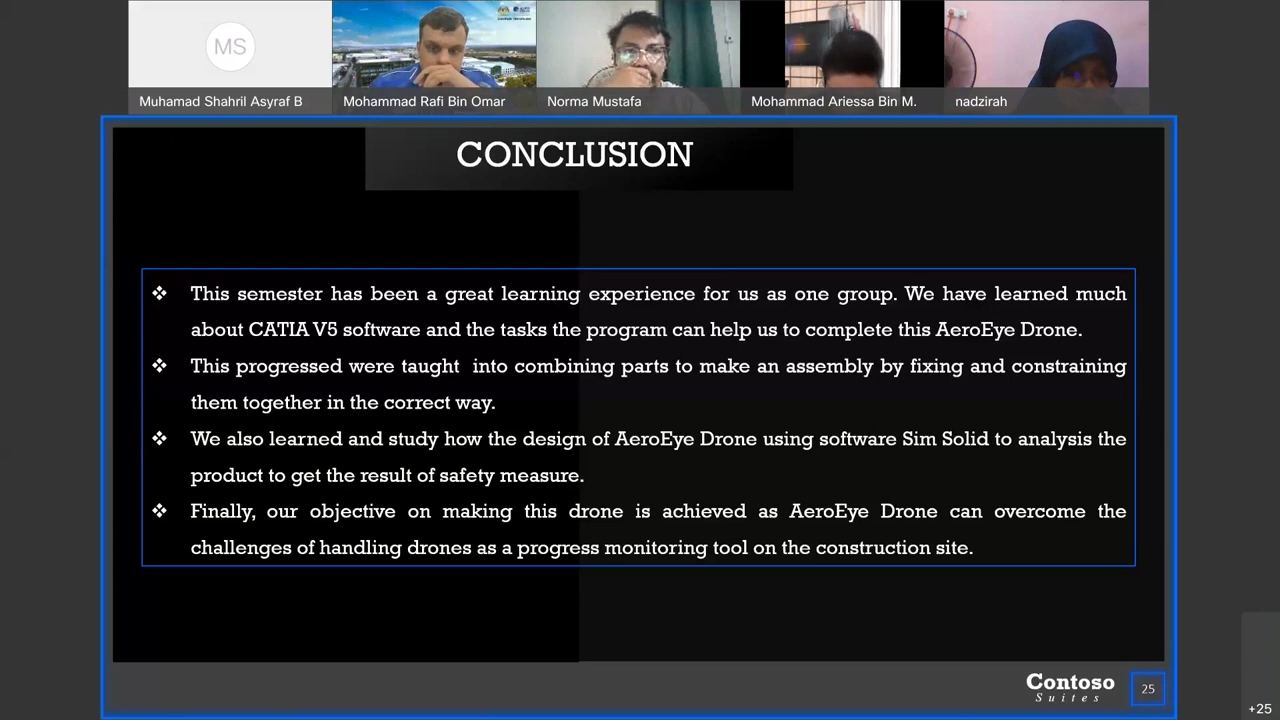 MS
Muhamad Shahril Asyraf B
Mohammad Rafi Bin Omar
Norma Mustafa
Mohammad Ariessa Bin M.
nadzirah
CONCLUSION
❖ This semester has been a great learning experience for us as one group. We have learned much
about CATIA V5 software and the tasks the program can help us to complete this AeroEye Drone.
❖ This progressed were taught into combining parts to make an assembly by fixing and constraining
them together in the correct way.
❖ We also learned and study how the design of AeroEye Drone using software Sim Solid to analysis the
product to get the result of safety measure.
❖ Finally, our objective on making this drone is achieved as AeroEye Drone can overcome the
challenges of handling drones as a progress monitoring tool on the construction site.
Contoso
Suites
25
+25